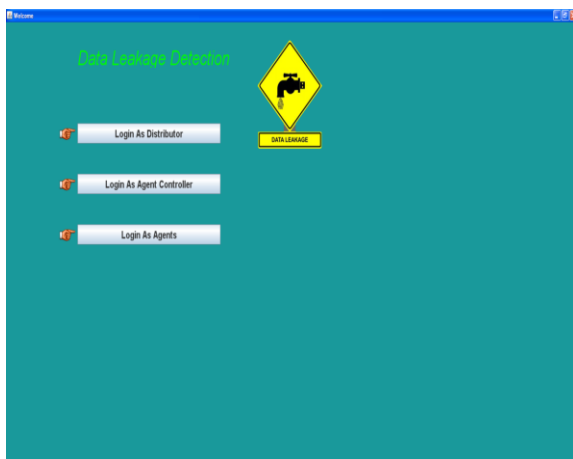 Welcome
Data Leakage Detection
DATA LEAKAGE
Login As Distributor
Login As Agent Controller
Login As Agents